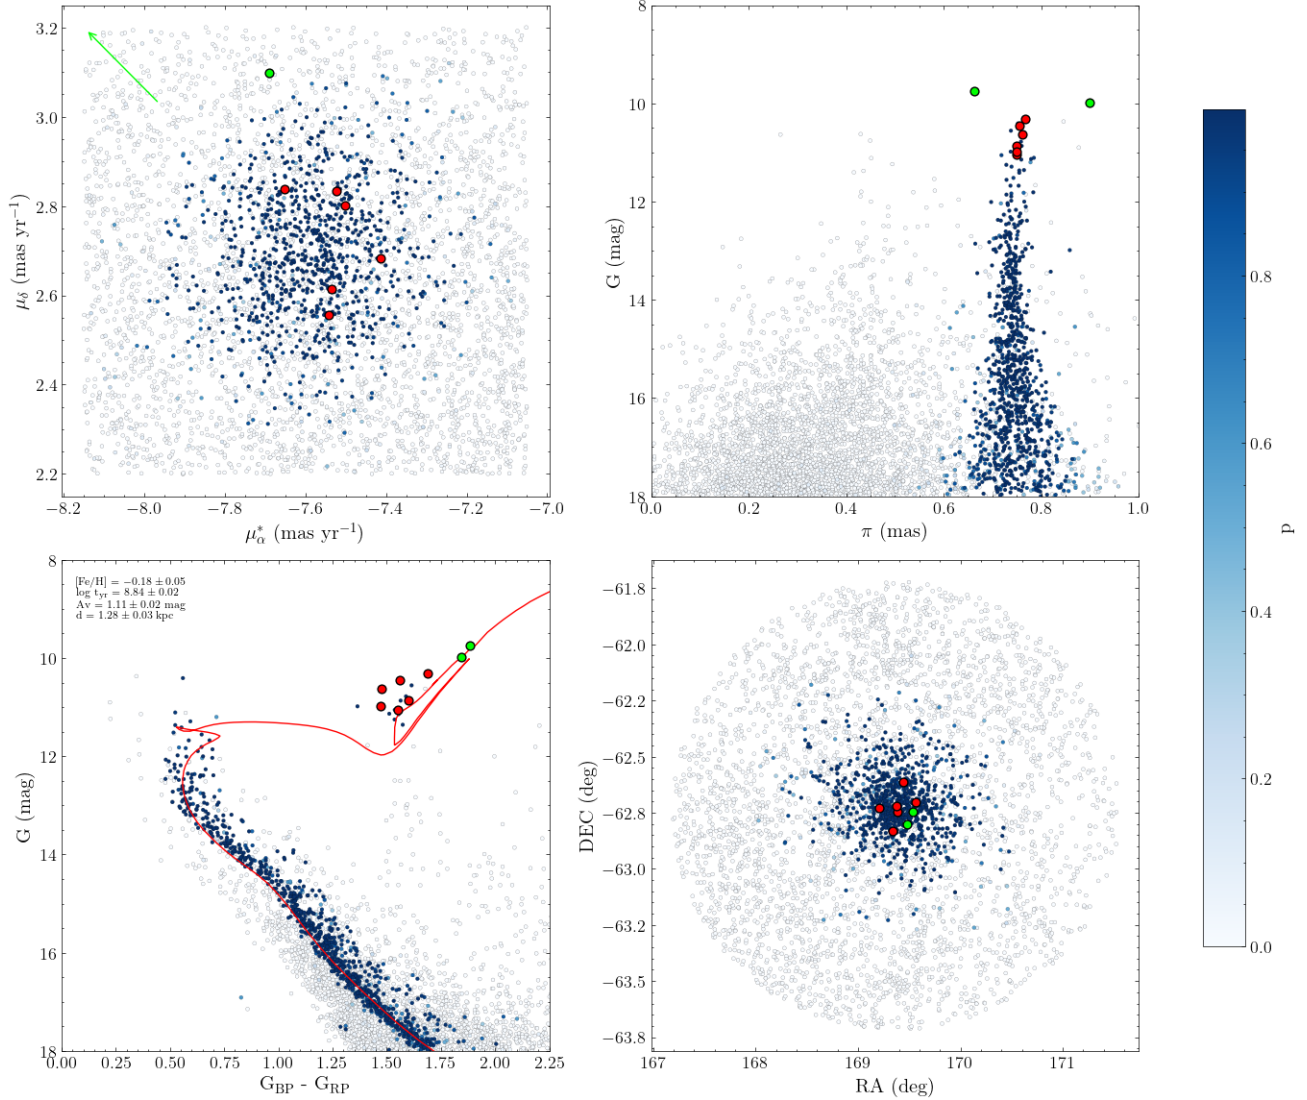 3.2
3.0
2.8
2.6
2.4
2.2
μδ (mas yr⁻¹)
−8.2 −8.0 −7.8 −7.6 −7.4 −7.2 −7.0
μ*α (mas yr⁻¹)
8
10
12
14
16
18
G (mag)
0.0 0.2 0.4 0.6 0.8 1.0
π (mas)
8
10
12
14
16
18
G (mag)
[Fe/H] = −0.18 ± 0.05
log tyr = 8.84 ± 0.02
Av = 1.11 ± 0.02 mag
d = 1.28 ± 0.03 kpc
0.00 0.25 0.50 0.75 1.00 1.25 1.50 1.75 2.00 2.25
GBP - GRP
−61.8
−62.0
−62.2
−62.5
−62.8
−63.0
−63.2
−63.5
−63.8
DEC (deg)
167 168 169 170 171
RA (deg)
0.8
0.6
0.4
0.2
0.0
p